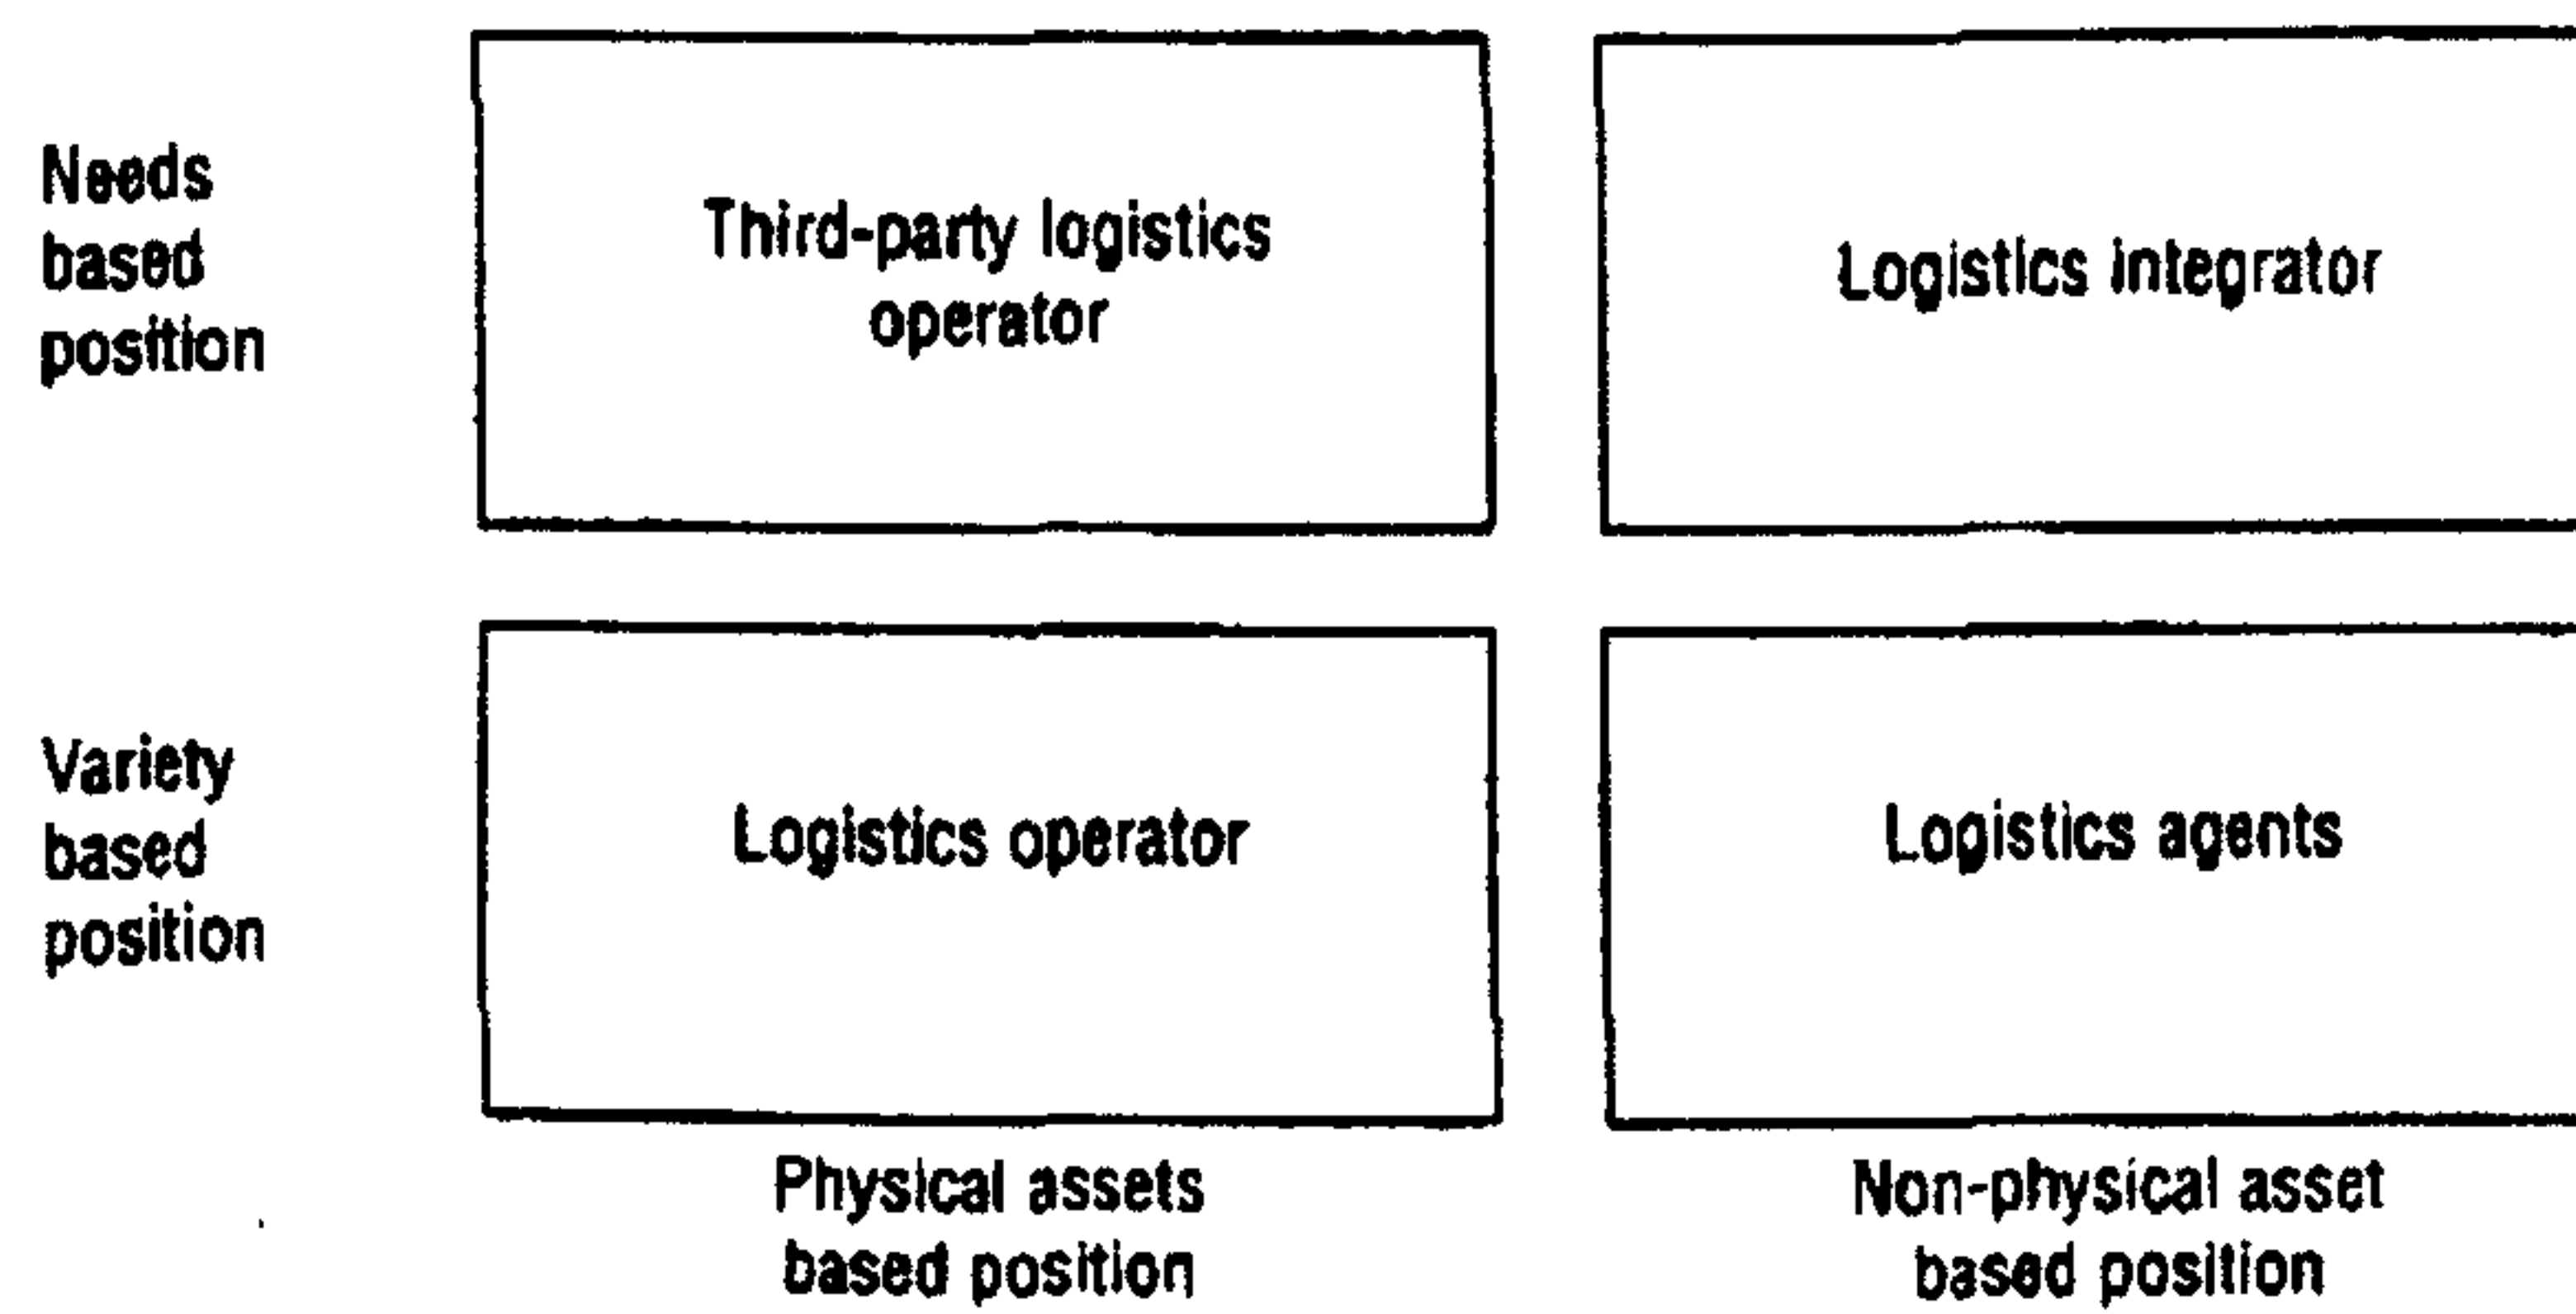 Needs
based
position
Third-party logistics
operator
Logistics integrator
Variety
based
position
Logistics operator
Logistics agents
Physical assets
based position
Non-physical asset
based position